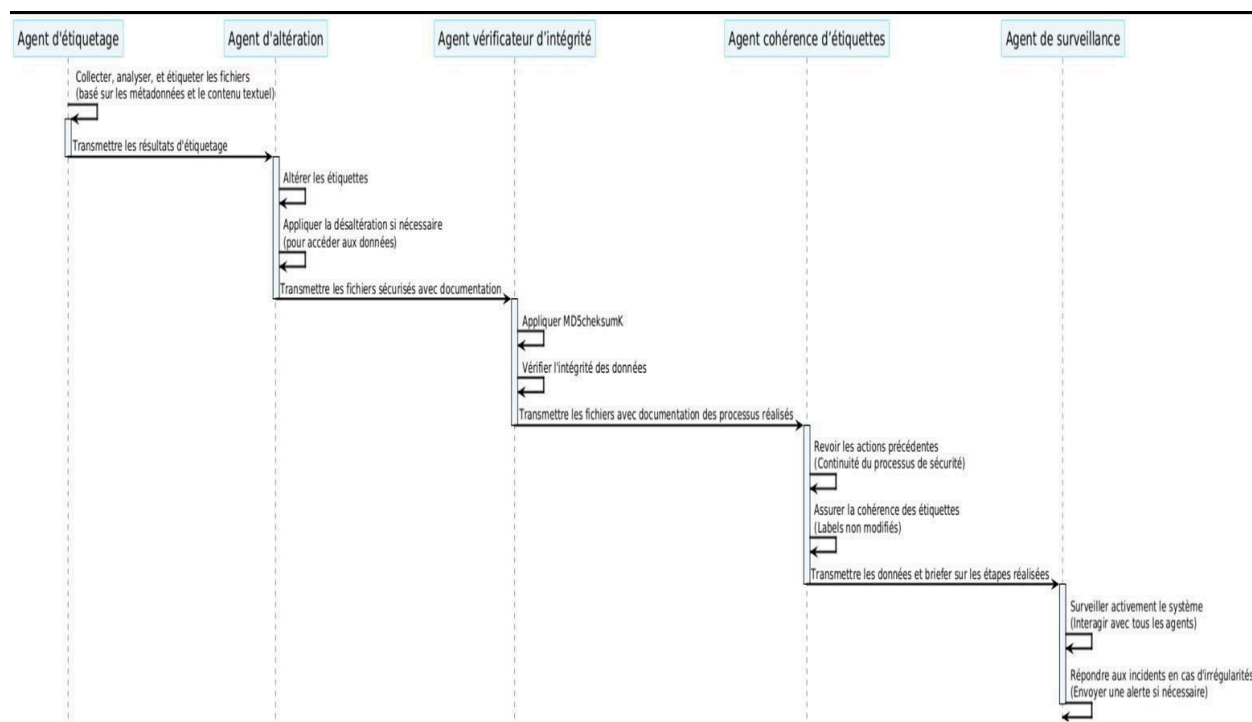 Agent d'étiquetage
Agent d'altération
Agent vérificateur d'intégrité
Agent cohérence d'étiquettes
Agent de surveillance
Collecter, analyser, et étiqueter les fichiers
(basé sur les métadonnées et le contenu textuel)
Transmettre les résultats d'étiquetage
Altérer les étiquettes
Appliquer la désaltération si nécessaire
(pour accéder aux données)
Transmettre les fichiers sécurisés avec documentation
Appliquer MD5cheksumK
Vérifier l'intégrité des données
Transmettre les fichiers avec documentation des processus réalisés
Revoir les actions précédentes
(Continuité du processus de sécurité)
Assurer la cohérence des étiquettes
(Labels non modifiés)
Transmettre les données et briefer sur les étapes réalisées
Surveiller activement le système
(Interagir avec tous les agents)
Répondre aux incidents en cas d'irrégularités
(Envoyer une alerte si nécessaire)